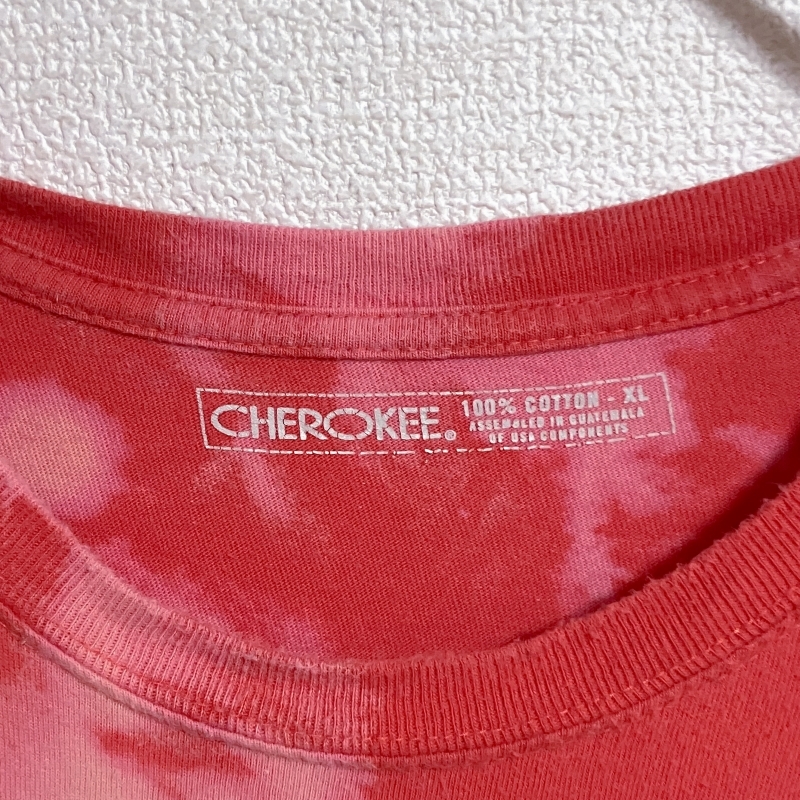 CHEROKEE®
100% COTTON - XL
ASSEMBLED IN GUATEMALA
OF USA COMPONENTS